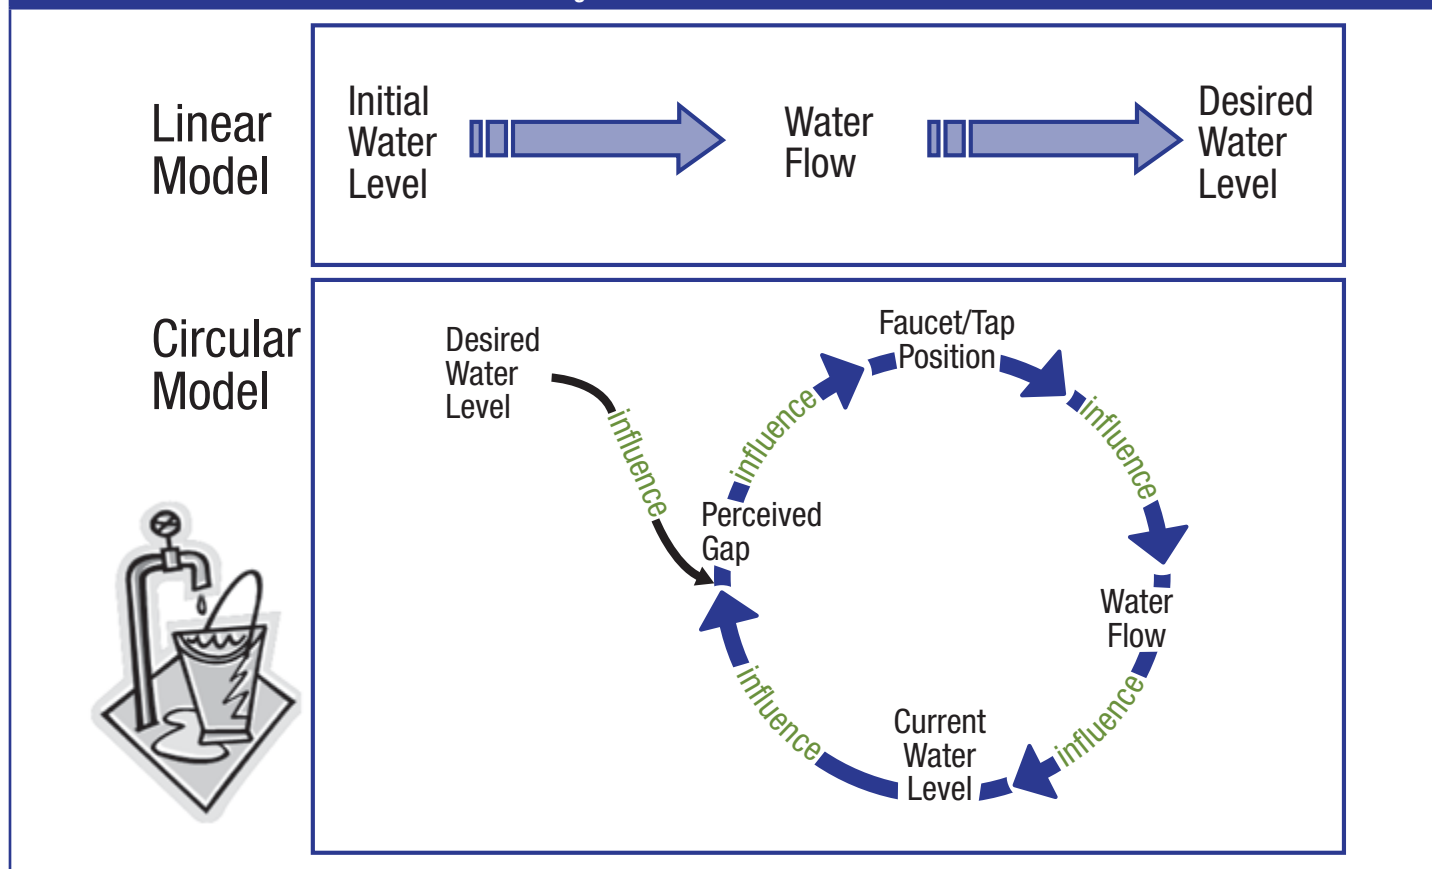 Linear
Model
Initial
Water
Level
Water
Flow
Desired
Water
Level
Circular
Model
Desired
Water
Level
influence
Perceived
Gap
influence
Faucet/Tap
Position
influence
Water
Flow
influence
Current
Water
Level
influence